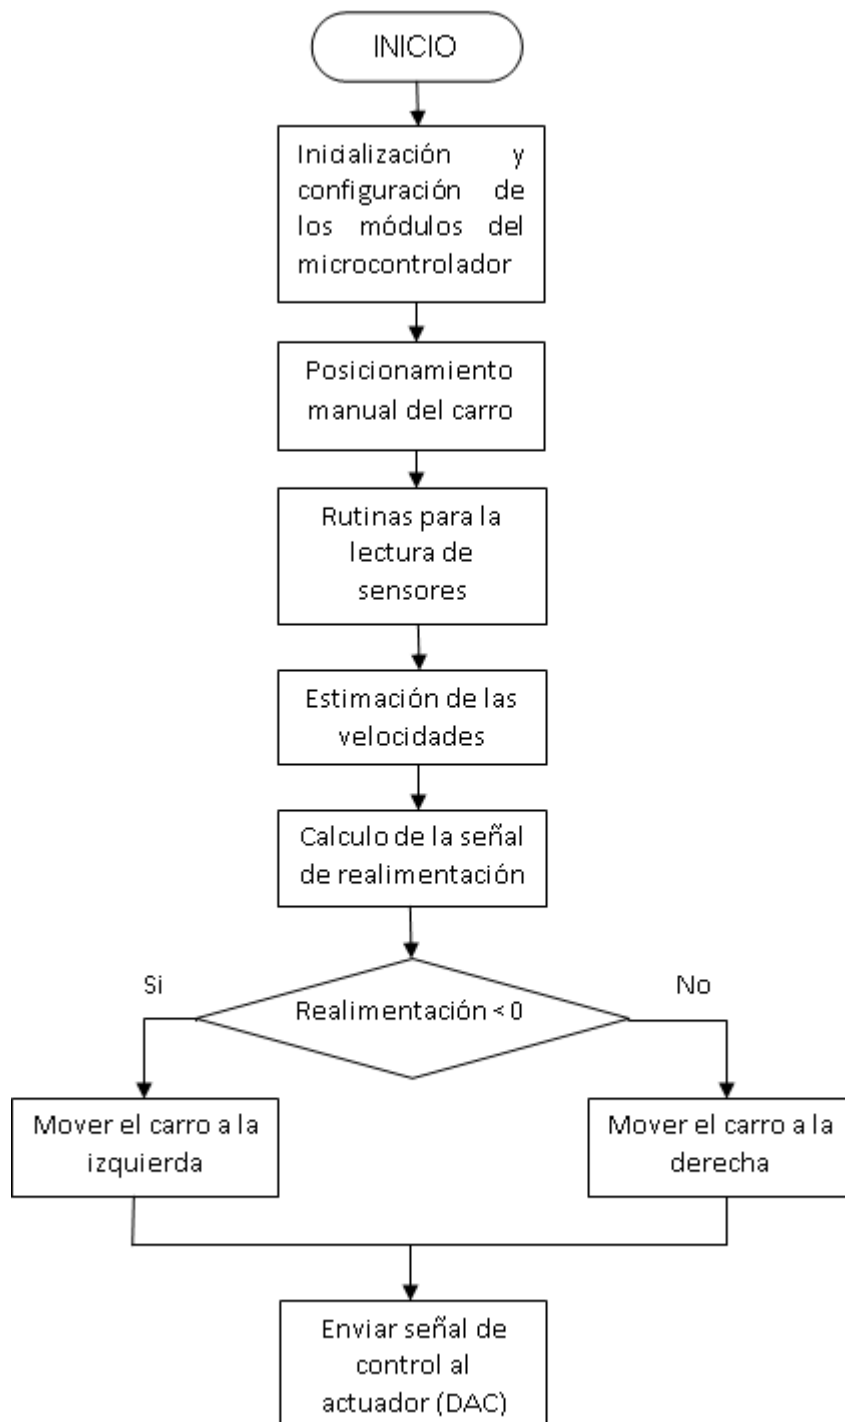 INICIO
Inicialización y
configuración de
los módulos del
microcontrolador
Posicionamiento
manual del carro
Rutinas para la
lectura de
sensores
Estimación de las
velocidades
Calculo de la señal
de realimentación
Si
No
Realimentación < 0
Mover el carro a la
izquierda
Mover el carro a la
derecha
Enviar señal de
control al
actuador (DAC)